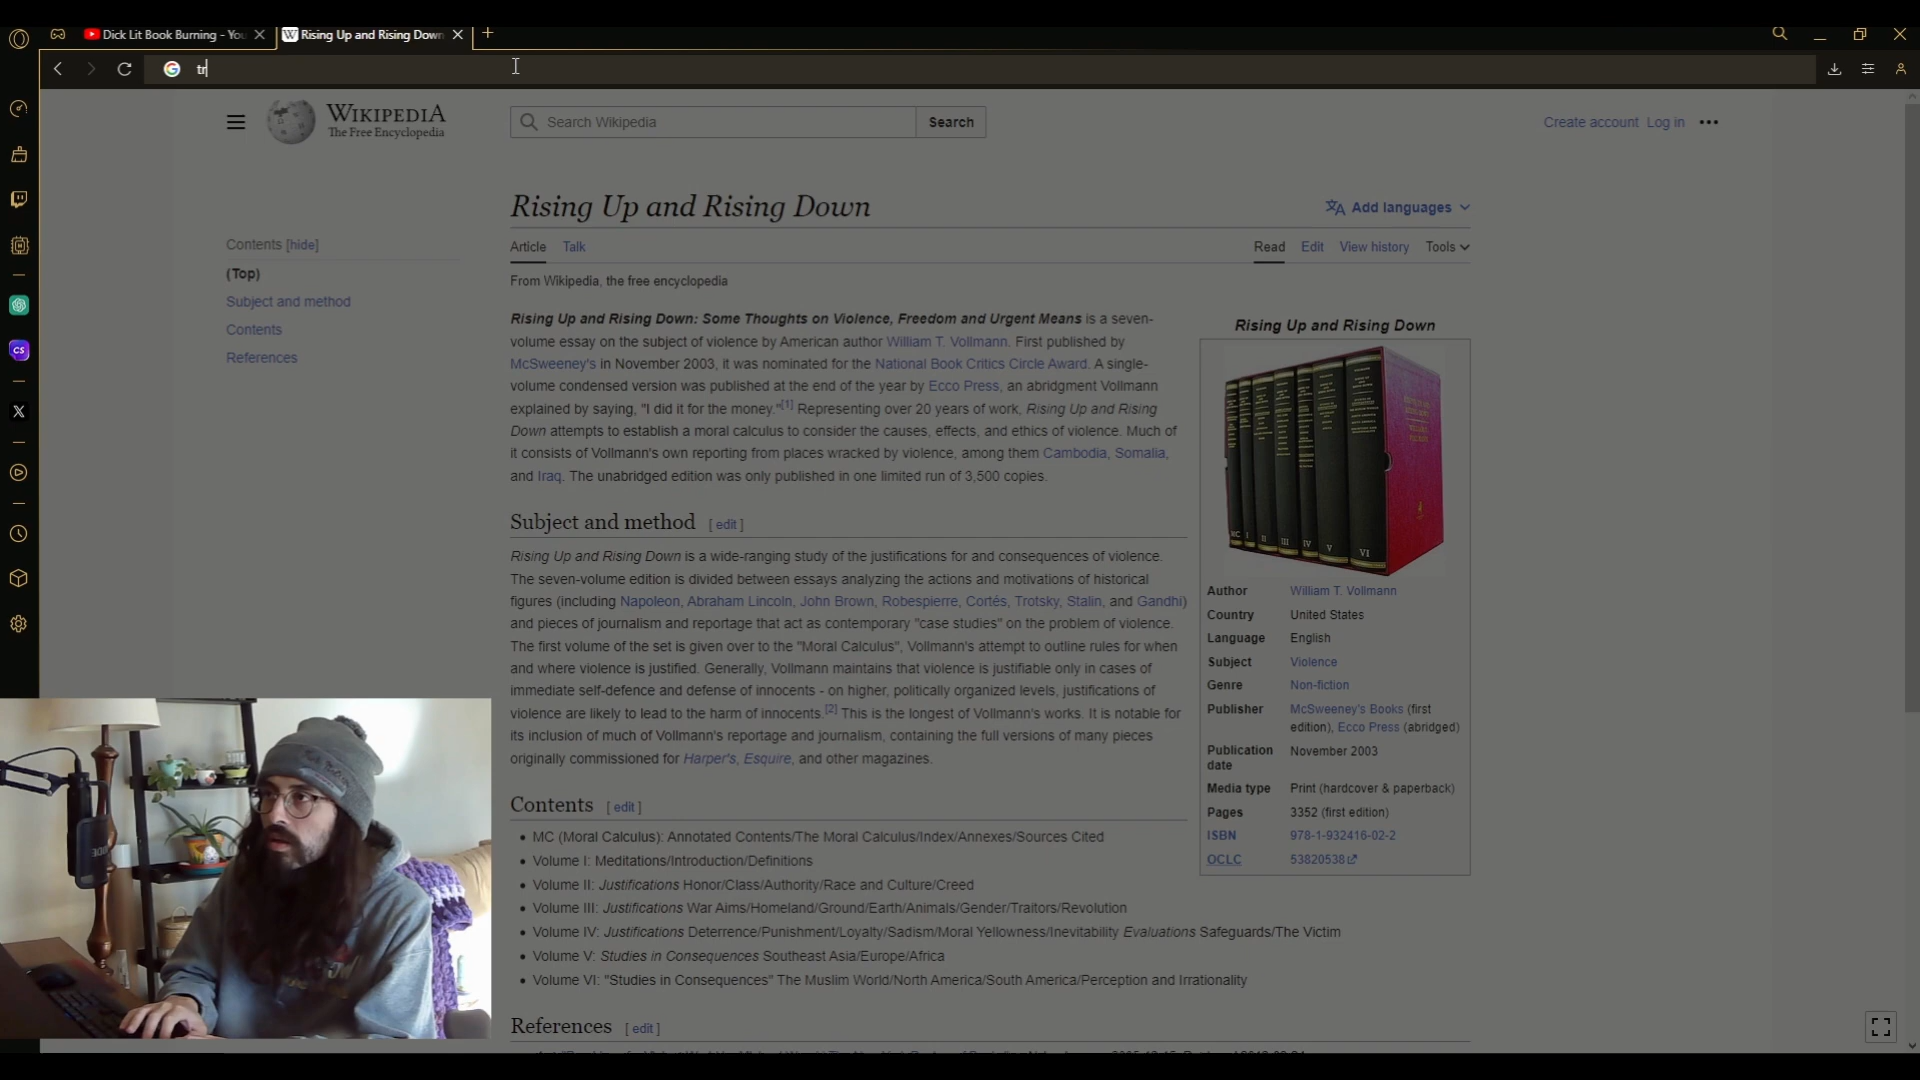 Dick Lit Book Burning - You
Rising Up and Rising Down
tr
WIKIPEDIA
The Free Encyclopedia
Search Wikipedia
Search
Create account Log in
Rising Up and Rising Down
Add languages
Article Talk
Read Edit View history Tools
From Wikipedia, the free encyclopedia
Contents [hide]
(Top)
Subject and method
Contents
References
Rising Up and Rising Down: Some Thoughts on Violence, Freedom and Urgent Means is a seven-
volume essay on the subject of violence by American author William T. Vollmann. First published by
McSweeney's in November 2003, it was nominated for the National Book Critics Circle Award. A single-
volume condensed version was published at the end of the year by Ecco Press, an abridgment Vollmann
explained by saying, "I did it for the money."[1] Representing over 20 years of work, Rising Up and Rising
Down attempts to establish a moral calculus to consider the causes, effects, and ethics of violence. Much of
it consists of Vollmann's own reporting from places wracked by violence, among them Cambodia, Somalia,
and Iraq. The unabridged edition was only published in one limited run of 3,500 copies.
Subject and method [ edit ]
Rising Up and Rising Down is a wide-ranging study of the justifications for and consequences of violence.
The seven-volume edition is divided between essays analyzing the actions and motivations of historical
figures (including Napoleon, Abraham Lincoln, John Brown, Robespierre, Cortés, Trotsky, Stalin, and Gandhi)
and pieces of journalism and reportage that act as contemporary "case studies" on the problem of violence.
The first volume of the set is given over to the "Moral Calculus", Vollmann's attempt to outline rules for when
and where violence is justified. Generally, Vollmann maintains that violence is justifiable only in cases of
immediate self-defence and defense of innocents - on higher, politically organized levels, justifications of
violence are likely to lead to the harm of innocents.[2] This is the longest of Vollmann's works. It is notable for
its inclusion of much of Vollmann's reportage and journalism, containing the full versions of many pieces
originally commissioned for Harper's, Esquire, and other magazines.
Contents [ edit ]
MC (Moral Calculus): Annotated Contents/The Moral Calculus/Index/Annexes/Sources Cited
Volume I: Meditations/Introduction/Definitions
Volume II: Justifications Honor/Class/Authority/Race and Culture/Creed
Volume III: Justifications War Aims/Homeland/Ground/Earth/Animals/Gender/Traitors/Revolution
Volume IV: Justifications Deterrence/Punishment/Loyalty/Sadism/Moral Yellowness/Inevitability Evaluations Safeguards/The Victim
Volume V: Studies in Consequences Southeast Asia/Europe/Africa
Volume VI: "Studies in Consequences" The Muslim World/North America/South America/Perception and Irrationality
References [ edit ]
Rising Up and Rising Down
MC I II III IV V VI
Author William T. Vollmann
Country United States
Language English
Subject Violence
Genre Non-fiction
Publisher McSweeney's Books (first
edition), Ecco Press (abridged)
Publication
date November 2003
Media type Print (hardcover & paperback)
Pages 3352 (first edition)
ISBN 978-1-932416-02-2
OCLC 53820538
CS
X